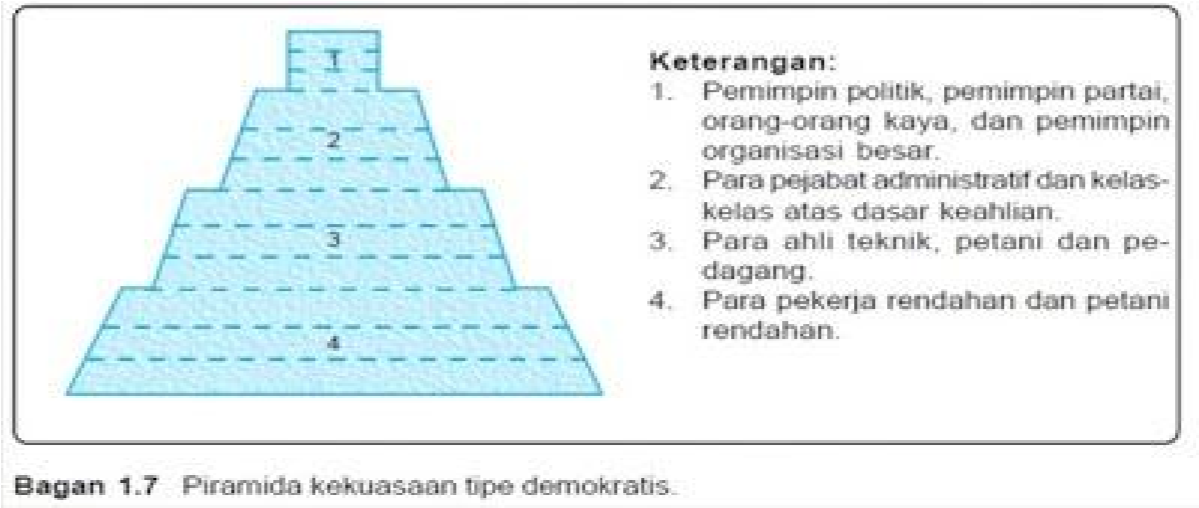 1
2
3
4
Keterangan:
1. Pemimpin politik, pemimpin partai,
orang-orang kaya, dan pemimpin
organisasi besar.
2. Para pejabat administratif dan kelas-
kelas atas dasar keahlian.
3. Para ahli teknik, petani dan pe-
dagang.
4. Para pekerja rendahan dan petani
rendahan.
Bagan 1.7 Piramida kekuasaan tipe demokratis.